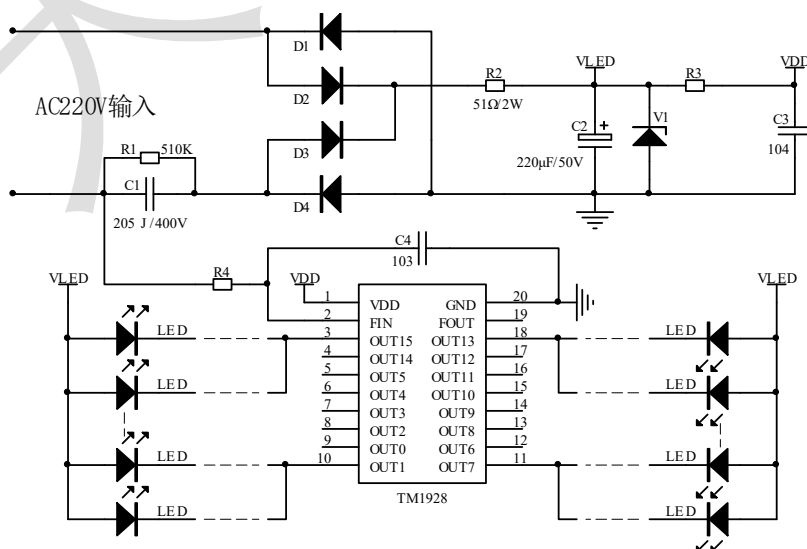 D1
D2
D3
D4
AC220V输入
R1
510K
C1
205 J /400V
R2
51Ω/2W
VLED
R3
VDD
C2
+
220μF/50V
V1
C3
104
C4
103
R4
VDD
VLED
VLED
LED
LED
LED
LED
1
2
3
4
5
6
7
8
9
10
VDD
FIN
OUT15
OUT14
OUT5
OUT4
OUT3
OUT2
OUT0
OUT1
GND
FOUT
OUT13
OUT12
OUT11
OUT10
OUT9
OUT8
OUT6
OUT7
20
19
18
17
16
15
14
13
12
11
TM1928
LED
LED
LED
LED